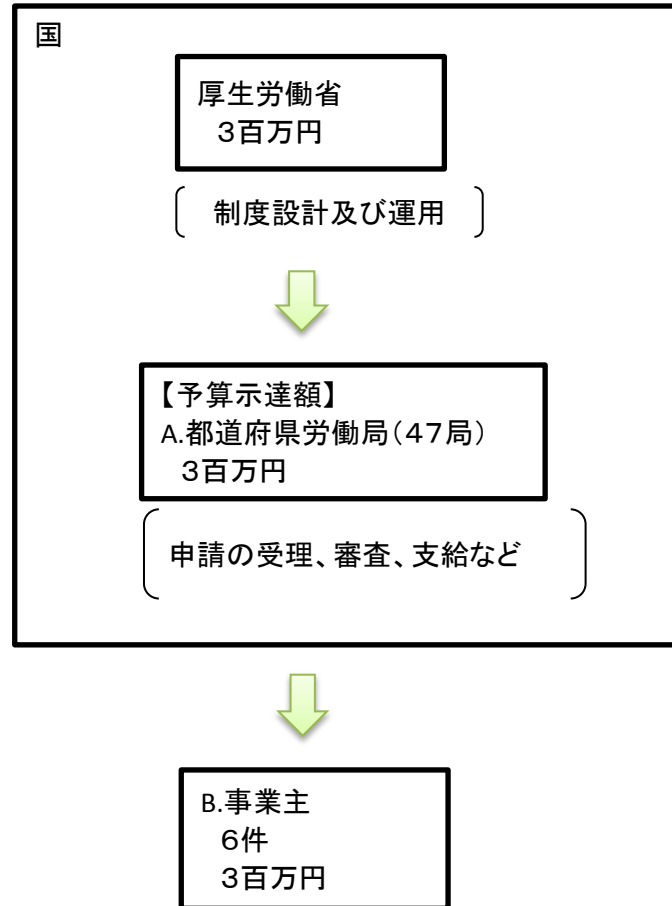 国
厚生労働省
3百万円
制度設計及び運用
【予算示達額】
A.都道府県労働局(47局)
3百万円
申請の受理、審査、支給など
B.事業主
6件
3百万円